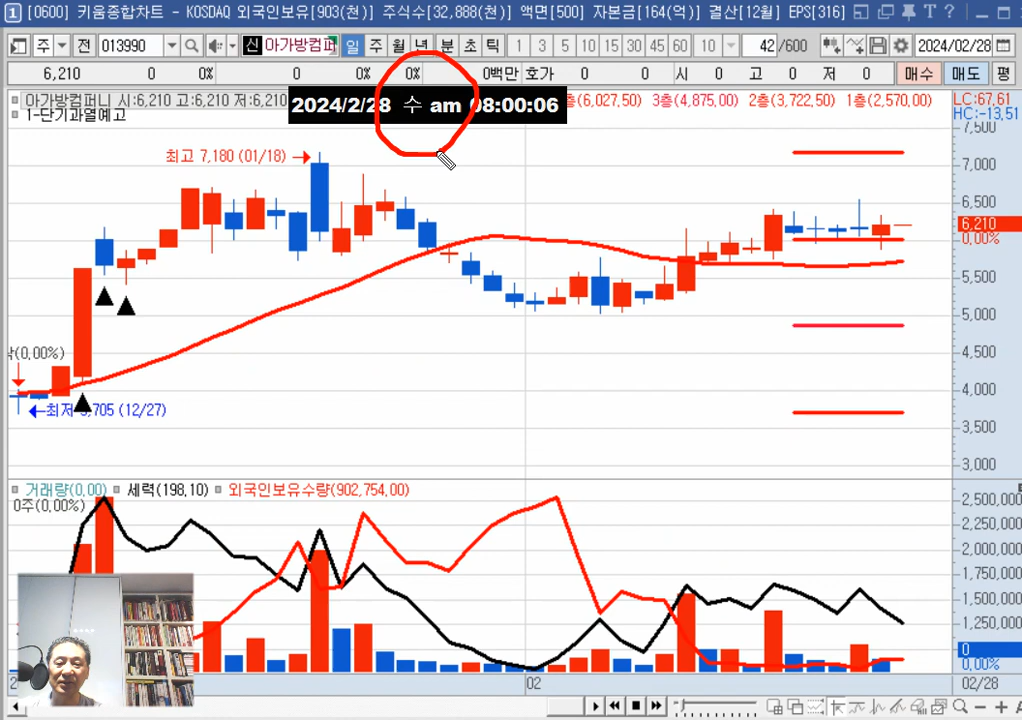 1 [0600] 키움종합차트 - KOSDAQ 외국인보유[903(천)] 주식수[32,888(천)] 액면[500] 자본금[164(억)] 결산[12월] EPS[316]
주 전 013990 신 아가방컴퍼 일 주 월 년 분 초 틱 1 3 5 10 15 30 45 60 10 42 /600 2024/02/28
6,210 0 0% 0 0% 0% 0백만 호가 0 0 시 0 고 0 저 0 매수 매도 평
아가방컴퍼니 시:6,210 고:6,210 저:6,210
2024/2/28 수 am 08:00:06
층(6,027,50) 3층(4,875,00) 2층(3,722,50) 1층(2,570,00)
LC:67,61
HC:-13,51
1-단기과열예고
7,500
최고 7,180 (01/18)
7,000
6,500
6,210
0,00%
5,500
5,000
(0,00%)
4,500
4,000
최저 3,705 (12/27)
3,500
3,000
거래량(0,00) 세력(198,10) 외국인보유수량(902,754,00)
0주(0,00%)
2,500,000
2,250,000
2,000,000
1,750,000
1,500,000
1,250,000
0
0,00%
02
02/28